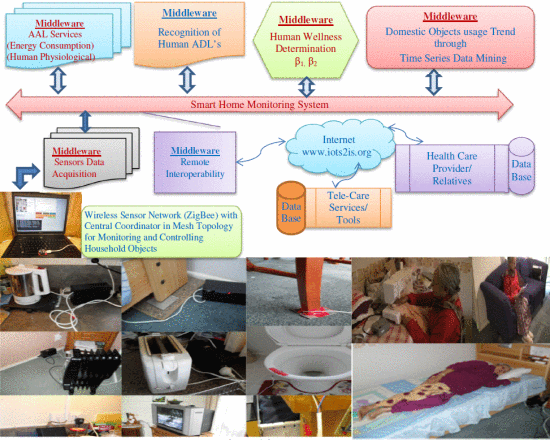 Middleware
AAL Services
(Energy Consumption)
(Human Physiological)
Middleware
Recognition of
Human ADL's
Middleware
Human Wellness
Determination
β1, β2
Middleware
Domestic Objects usage Trend
through
Time Series Data Mining
Smart Home Monitoring System
Middleware
Sensors Data
Acquisition
Middleware
Remote
Interoperability
Internet
www.iots2is.org
Health Care
Provider/
Relatives
Data
Base
Data
Base
Tele-Care
Services/
Tools
Wireless Sensor Network (ZigBee) with
Central Coordinator in Mesh Topology
for Monitoring and Controlling
Household Objects